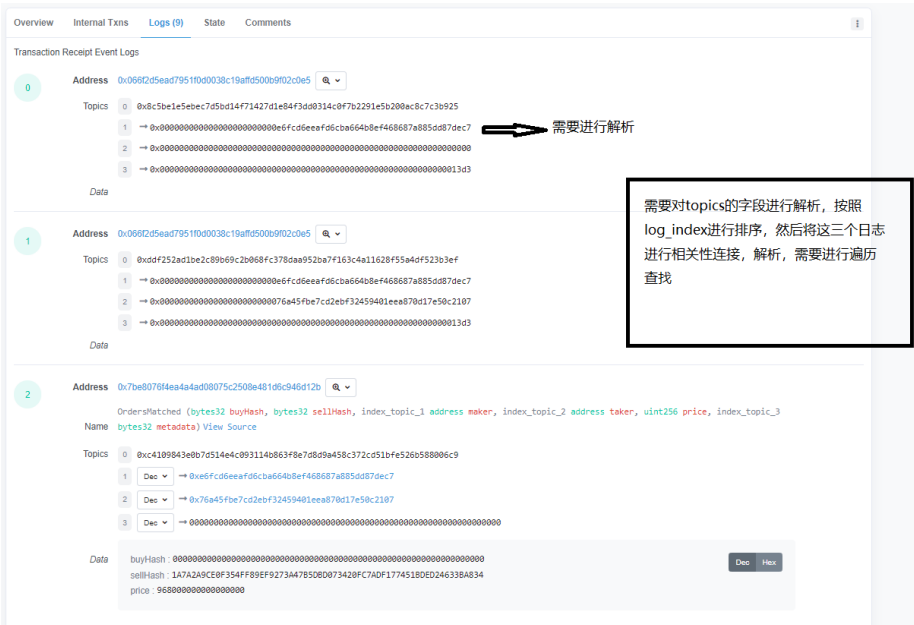 Overview Internal Txns Logs (9) State Comments
Transaction Receipt Event Logs
0 Address 0x066f2d5ead7951f0d0038c19affd500b9f02c0e5
Topics 0 0x8c5be1e5ebec7d5bd14f71427d1e84f3dd0314c0f7b2291e5b200ac8c7c3b925
1 →0x000000000000000000000000e6fcd6eeafd6cba664b8ef468687a885dd87dec7 需要进行解析
2 →0x0000000000000000000000000000000000000000000000000000000000000000
3 →0x00000000000000000000000000000000000000000000000000000000000013d3
Data
需要对topics的字段进行解析，按照
log_index进行排序，然后将这三个日志
进行相关性连接，解析，需要进行遍历
查找
1 Address 0x066f2d5ead7951f0d0038c19affd500b9f02c0e5
Topics 0 0xddf252ad1be2c89b69c2b068fc378daa952ba7f163c4a11628f55a4df523b3ef
1 →0x000000000000000000000000e6fcd6eeafd6cba664b8ef468687a885dd87dec7
2 →0x00000000000000000000000076a45fbe7cd2ebf32459401eea870d17e50c2107
3 →0x00000000000000000000000000000000000000000000000000000000000013d3
Data
2 Address 0x7be8076f4ea4a4ad08075c2508e481d6c946d12b
OrdersMatched (bytes32 buyHash, bytes32 sellHash, index_topic_1 address maker, index_topic_2 address taker, uint256 price, index_topic_3
Name bytes32 metadata) View Source
Topics 0 0xc4109843e0b7d514e4c093114b863f8e7d8d9a458c372cd51bfe526b588006c9
1 Dec →0xe6fcd6eeafd6cba664b8ef468687a885dd87dec7
2 Dec →0x76a45fbe7cd2ebf32459401eea870d17e50c2107
3 Dec →0000000000000000000000000000000000000000000000000000000000000000
Data buyHash : 0000000000000000000000000000000000000000000000000000000000000000 Dec Hex
sellHash : 1A7A2A9CE0F354FF89EF9273A47B5DBD073420FC7ADF177451BDED24633BA834
price : 968000000000000000